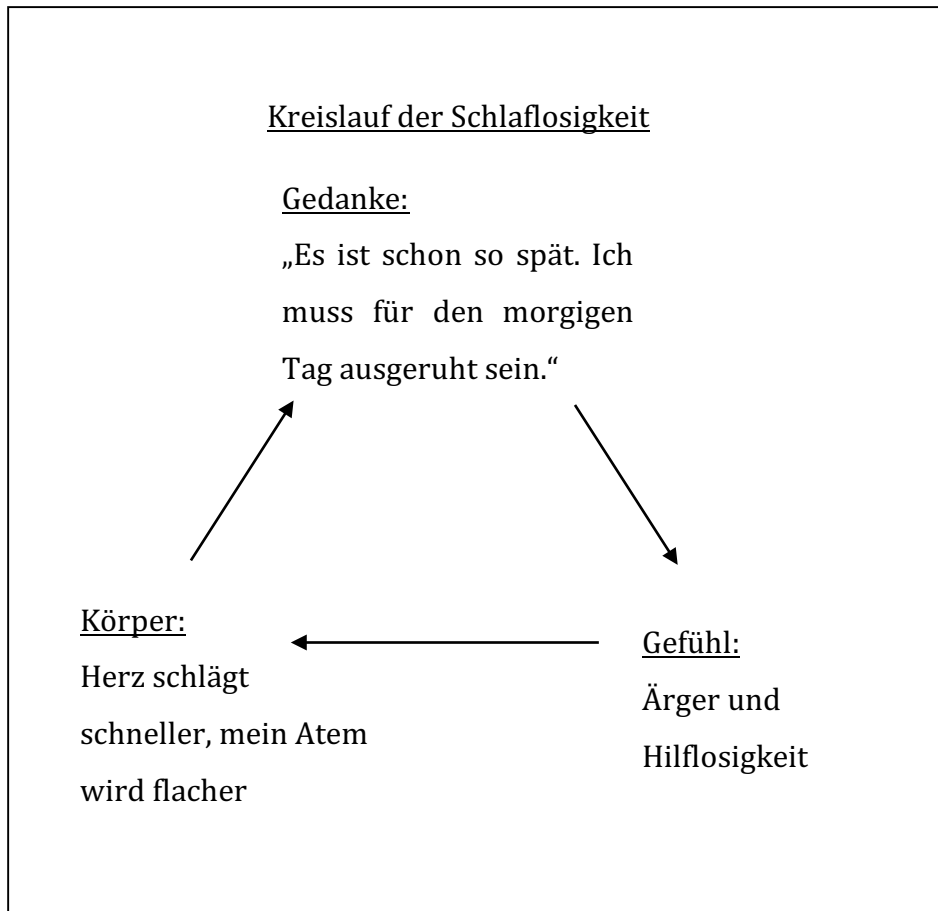 Kreislauf der Schlaflosigkeit
Gedanke:
„Es ist schon so spät. Ich
muss für den morgigen
Tag ausgeruht sein.“
Körper:
Herz schlägt
schneller, mein Atem
wird flacher
Gefühl:
Ärger und
Hilflosigkeit